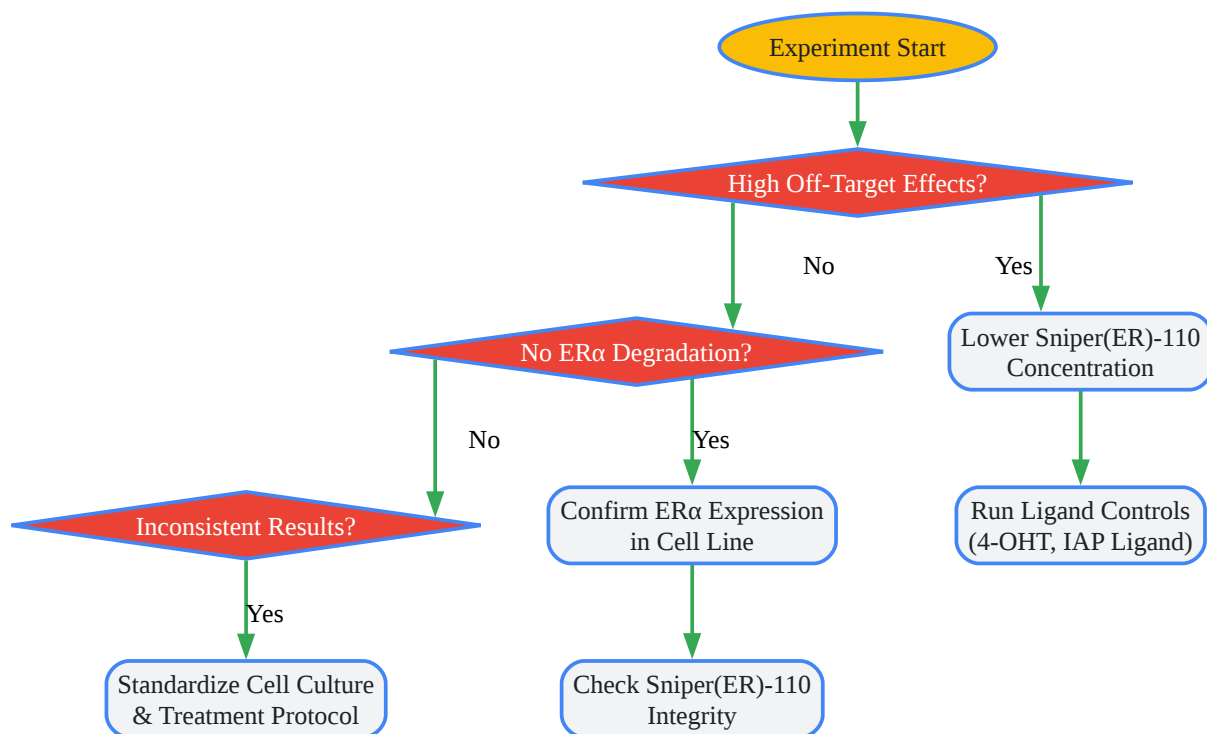 Experiment Start
High Off-Target Effects?
No
Yes
Lower Sniper(ER)-110
Concentration
No ERα Degradation?
No
Yes
Run Ligand Controls
(4-OHT, IAP Ligand)
Confirm ERα Expression
in Cell Line
Inconsistent Results?
Yes
Check Sniper(ER)-110
Integrity
Standardize Cell Culture
& Treatment Protocol